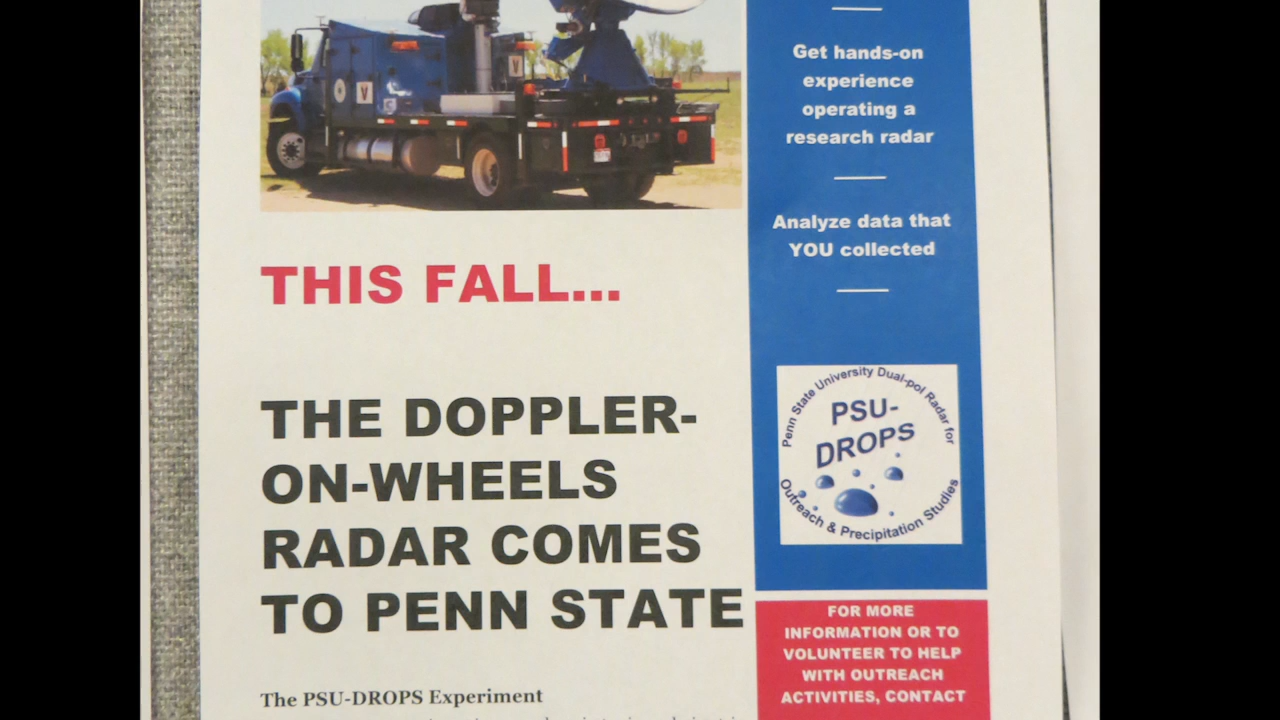 THIS FALL...
THE DOPPLER-
ON-WHEELS
RADAR COMES
TO PENN STATE
The PSU-DROPS Experiment
Get hands-on
experience
operating a
research radar
Analyze data that
YOU collected
Penn State University Dual-pol Radar for
PSU-
DROPS
Outreach & Precipitation Studies
FOR MORE
INFORMATION OR TO
VOLUNTEER TO HELP
WITH OUTREACH
ACTIVITIES, CONTACT